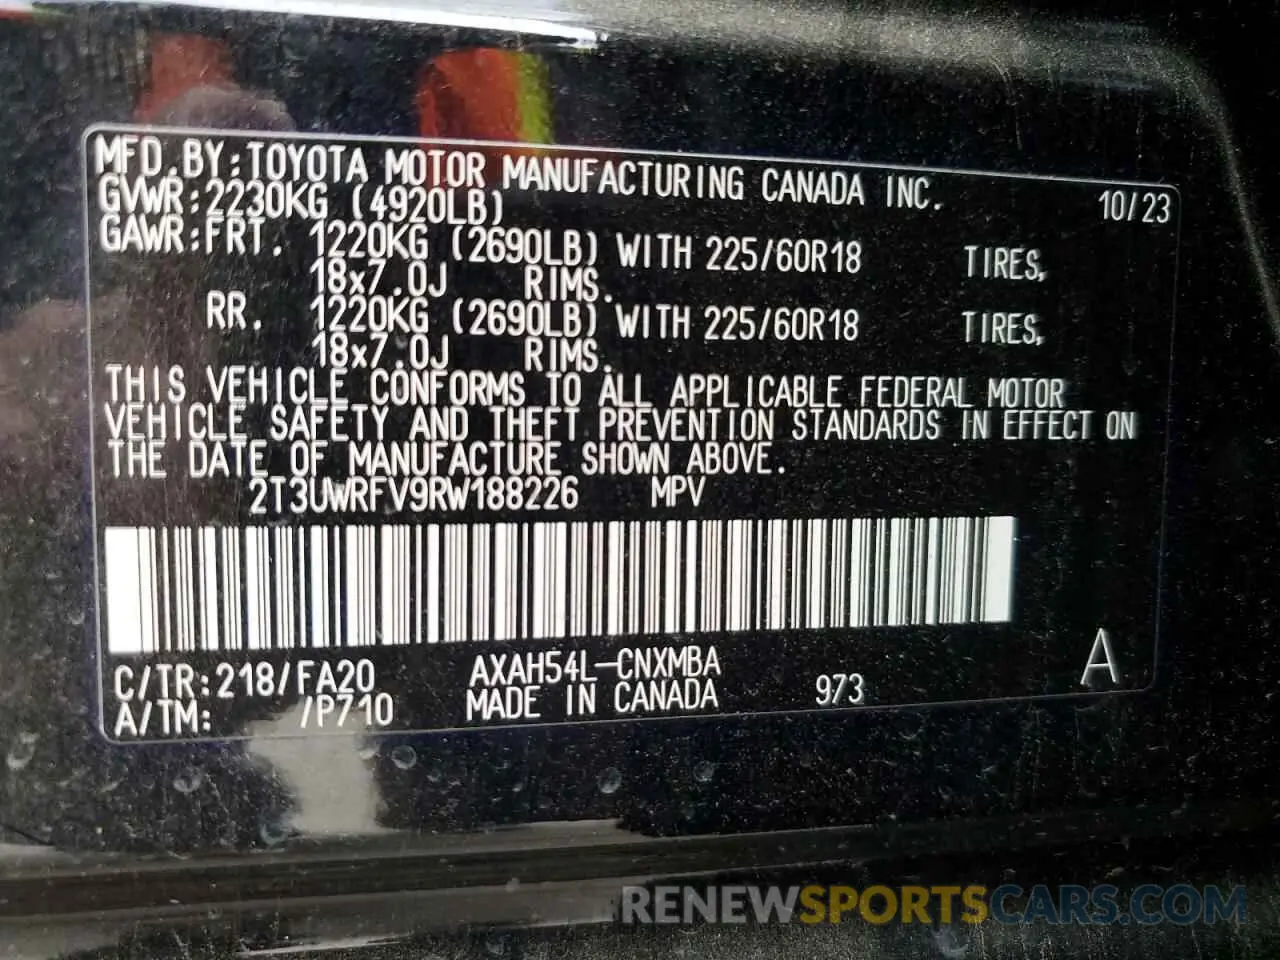 MFD.BY:TOYOTA MOTOR MANUFACTURING CANADA INC. 10/23
GVWR:2230KG (4920LB)
GAWR:FRT. 1220KG (2690LB) WITH 225/60R18 TIRES,
18x7.0J RIMS.
RR. 1220KG (2690LB) WITH 225/60R18 TIRES,
18x7.0J RIMS.
THIS VEHICLE CONFORMS TO ALL APPLICABLE FEDERAL MOTOR
VEHICLE SAFETY AND THEFT PREVENTION STANDARDS IN EFFECT ON
THE DATE OF MANUFACTURE SHOWN ABOVE.
2T3UWRFV9RW188226 MPV
C/TR:218/FA20 AXAH54L-CNXMBA A
A/TM: /P710 MADE IN CANADA 973
RENEWSPORTSCARS.COM